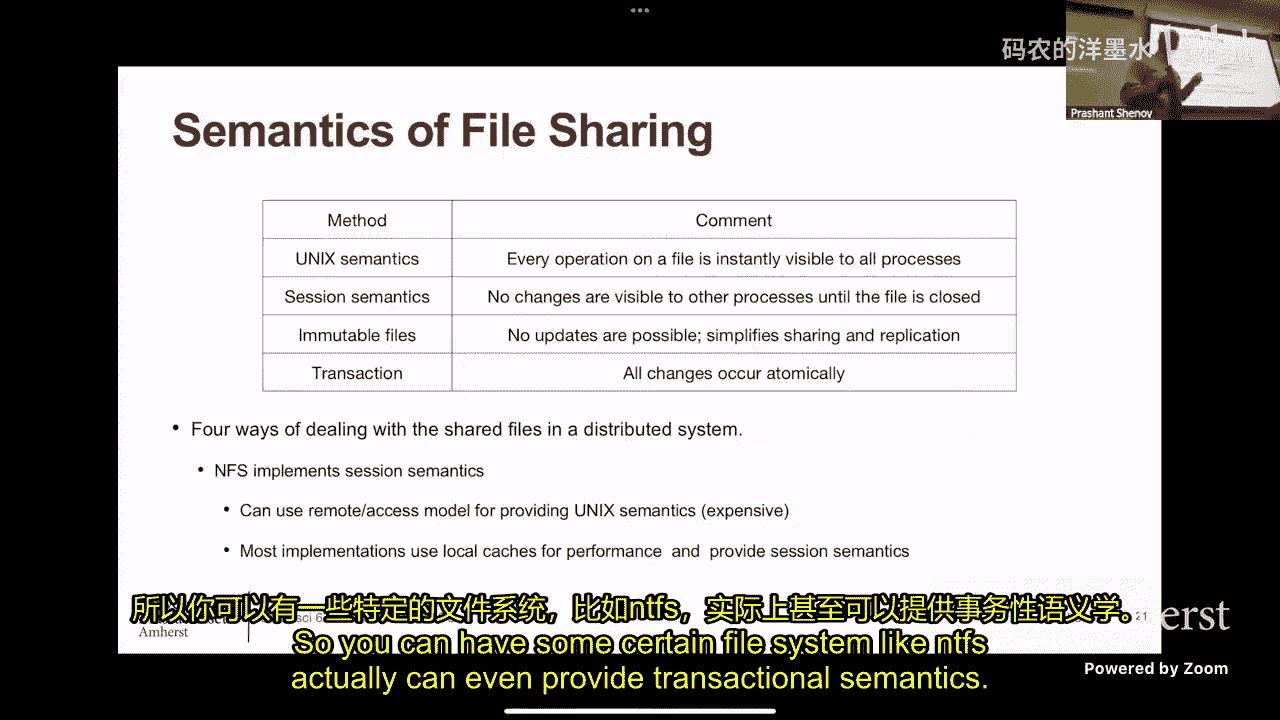 码农的洋墨水
Prashant Shenoy
Semantics of File Sharing
Method Comment
UNIX semantics Every operation on a file is instantly visible to all processes
Session semantics No changes are visible to other processes until the file is closed
Immutable files No updates are possible; simplifies sharing and replication
Transaction All changes occur atomically
• Four ways of dealing with the shared files in a distributed system.
• NFS implements session semantics
• Can use remote/access model for providing UNIX semantics (expensive)
• Most implementations use local caches for performance and provide session semantics
所以你可以有一些特定的文件系统，比如ntfs，实际上甚至可以提供事务性语义学。
Amherst
21
So you can have some certain file system like ntfs
actually can even provide transactional semantics.
Powered by Zoom